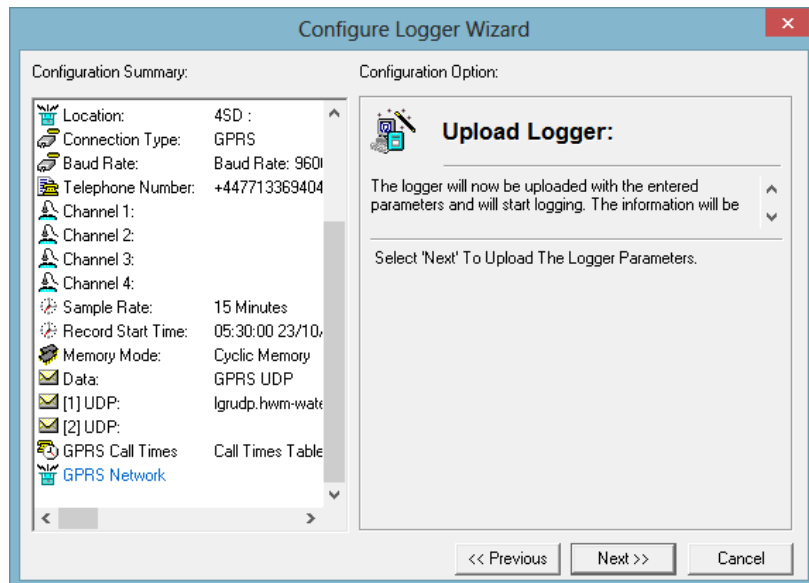 Configure Logger Wizard
Configuration Summary:
Location: 4SD :
Connection Type: GPRS
Baud Rate: Baud Rate: 960
Telephone Number: +447713369404
Channel 1:
Channel 2:
Channel 3:
Channel 4:
Sample Rate: 15 Minutes
Record Start Time: 05:30:00 23/10/
Memory Mode: Cyclic Memory
Data: GPRS UDP
[1] UDP: lgrudp.hwm-wate
[2] UDP:
GPRS Call Times Call Times Table
GPRS Network
Configuration Option:
Upload Logger:
The logger will now be uploaded with the entered
parameters and will start logging. The information will be
Select 'Next' To Upload The Logger Parameters.
<< Previous
Next >>
Cancel